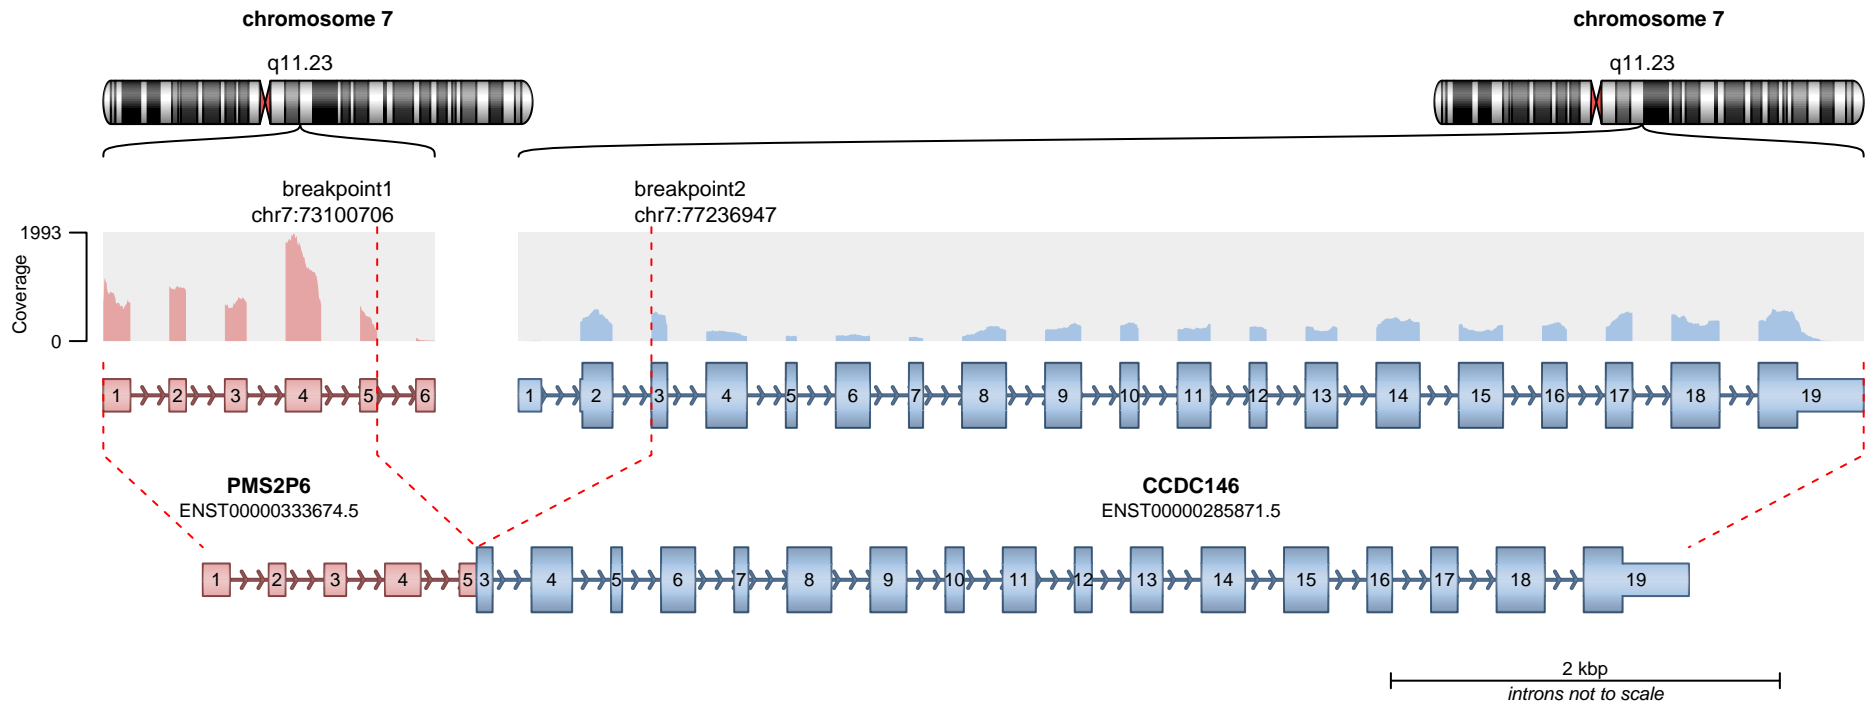 chromosome 7
chromosome 7
q11.23
q11.23
breakpoint1
chr7:73100706
breakpoint2
chr7:77236947
1993
Coverage
0
1 2 3 4 5 6
1 2 3 4 5 6 7 8 9 10 11 12 13 14 15 16 17 18 19
PMS2P6
ENST00000333674.5
CCDC146
ENST00000285871.5
1 2 3 4 5 3 4 5 6 7 8 9 10 11 12 13 14 15 16 17 18 19
2 kbp
introns not to scale